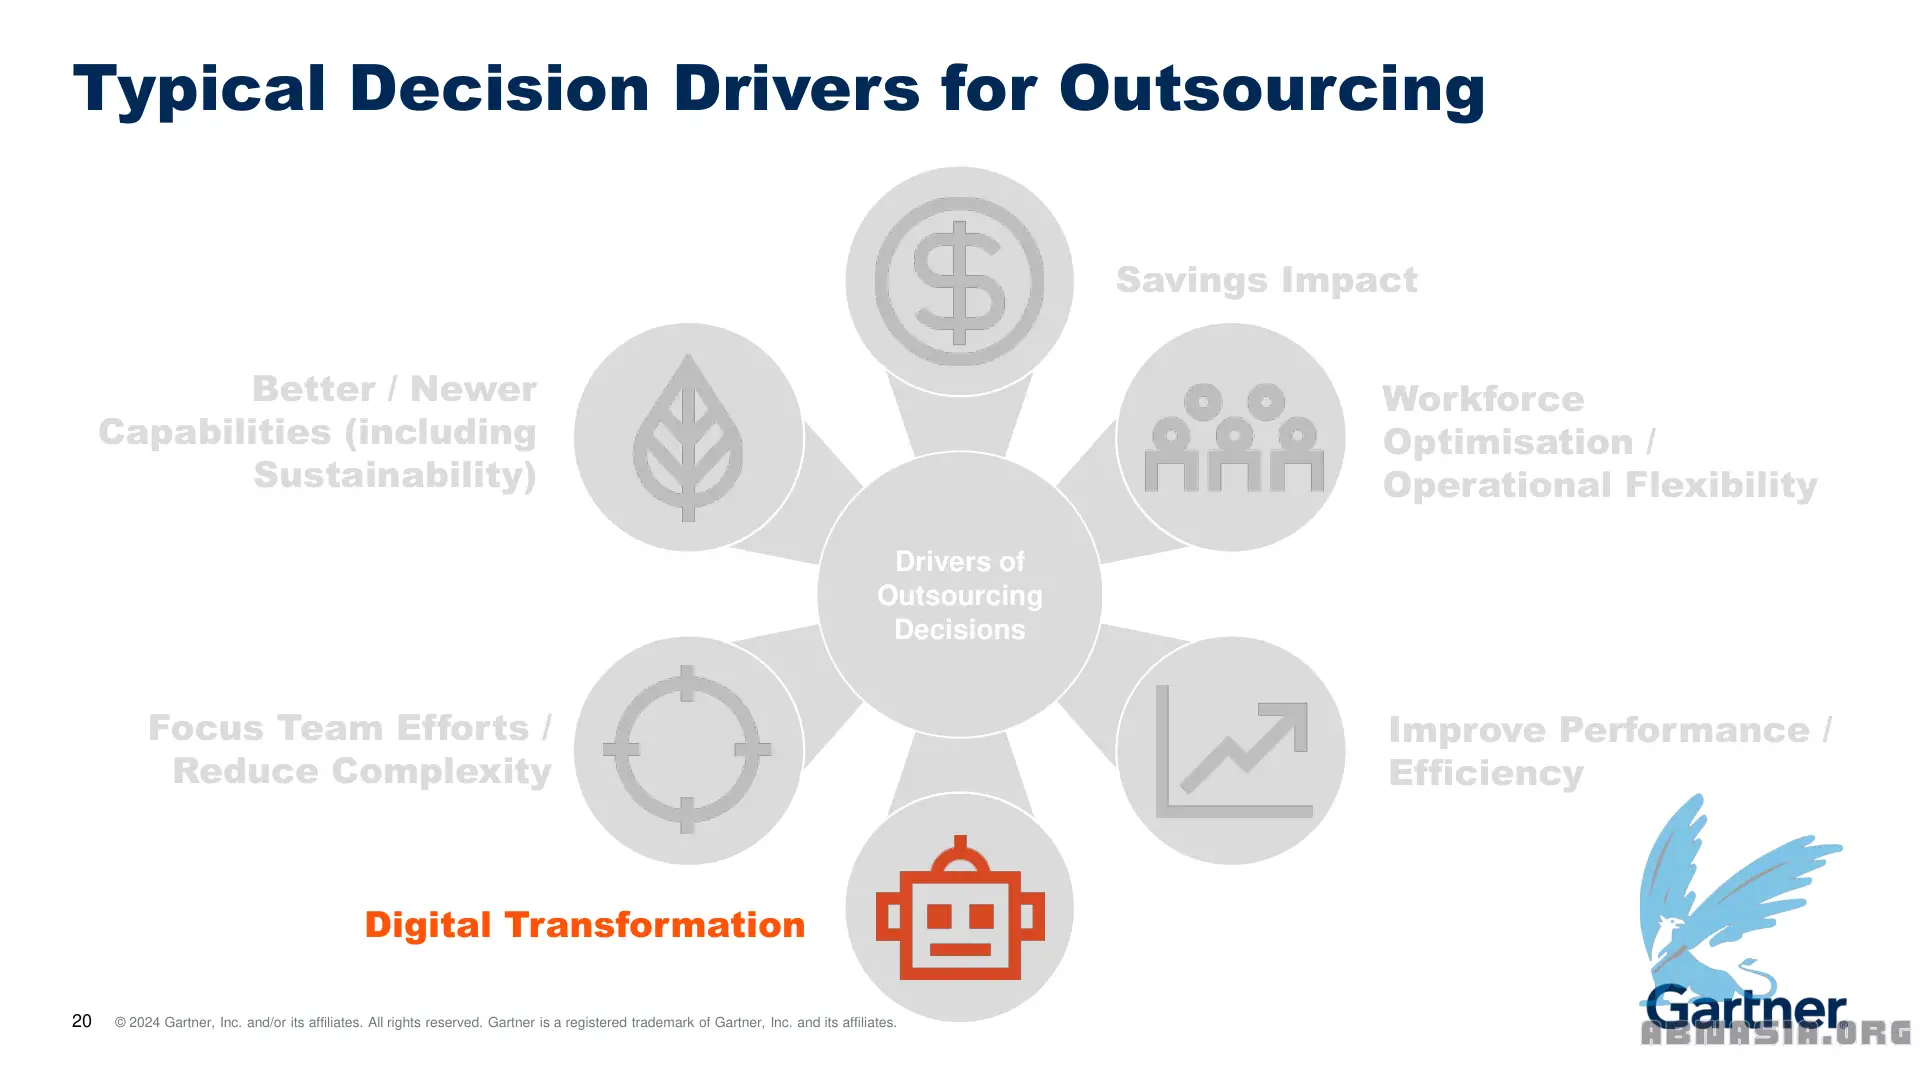 Typical Decision Drivers for Outsourcing
Savings Impact
Better / Newer
Capabilities (including
Sustainability)
Workforce
Optimisation /
Operational Flexibility
Drivers of
Outsourcing
Decisions
Focus Team Efforts /
Reduce Complexity
Improve Performance /
Efficiency
Digital Transformation
20
© 2024 Gartner, Inc. and/or its affiliates. All rights reserved. Gartner is a registered trademark of Gartner, Inc. and its affiliates.
Gartner®
ABNASIA.ORG